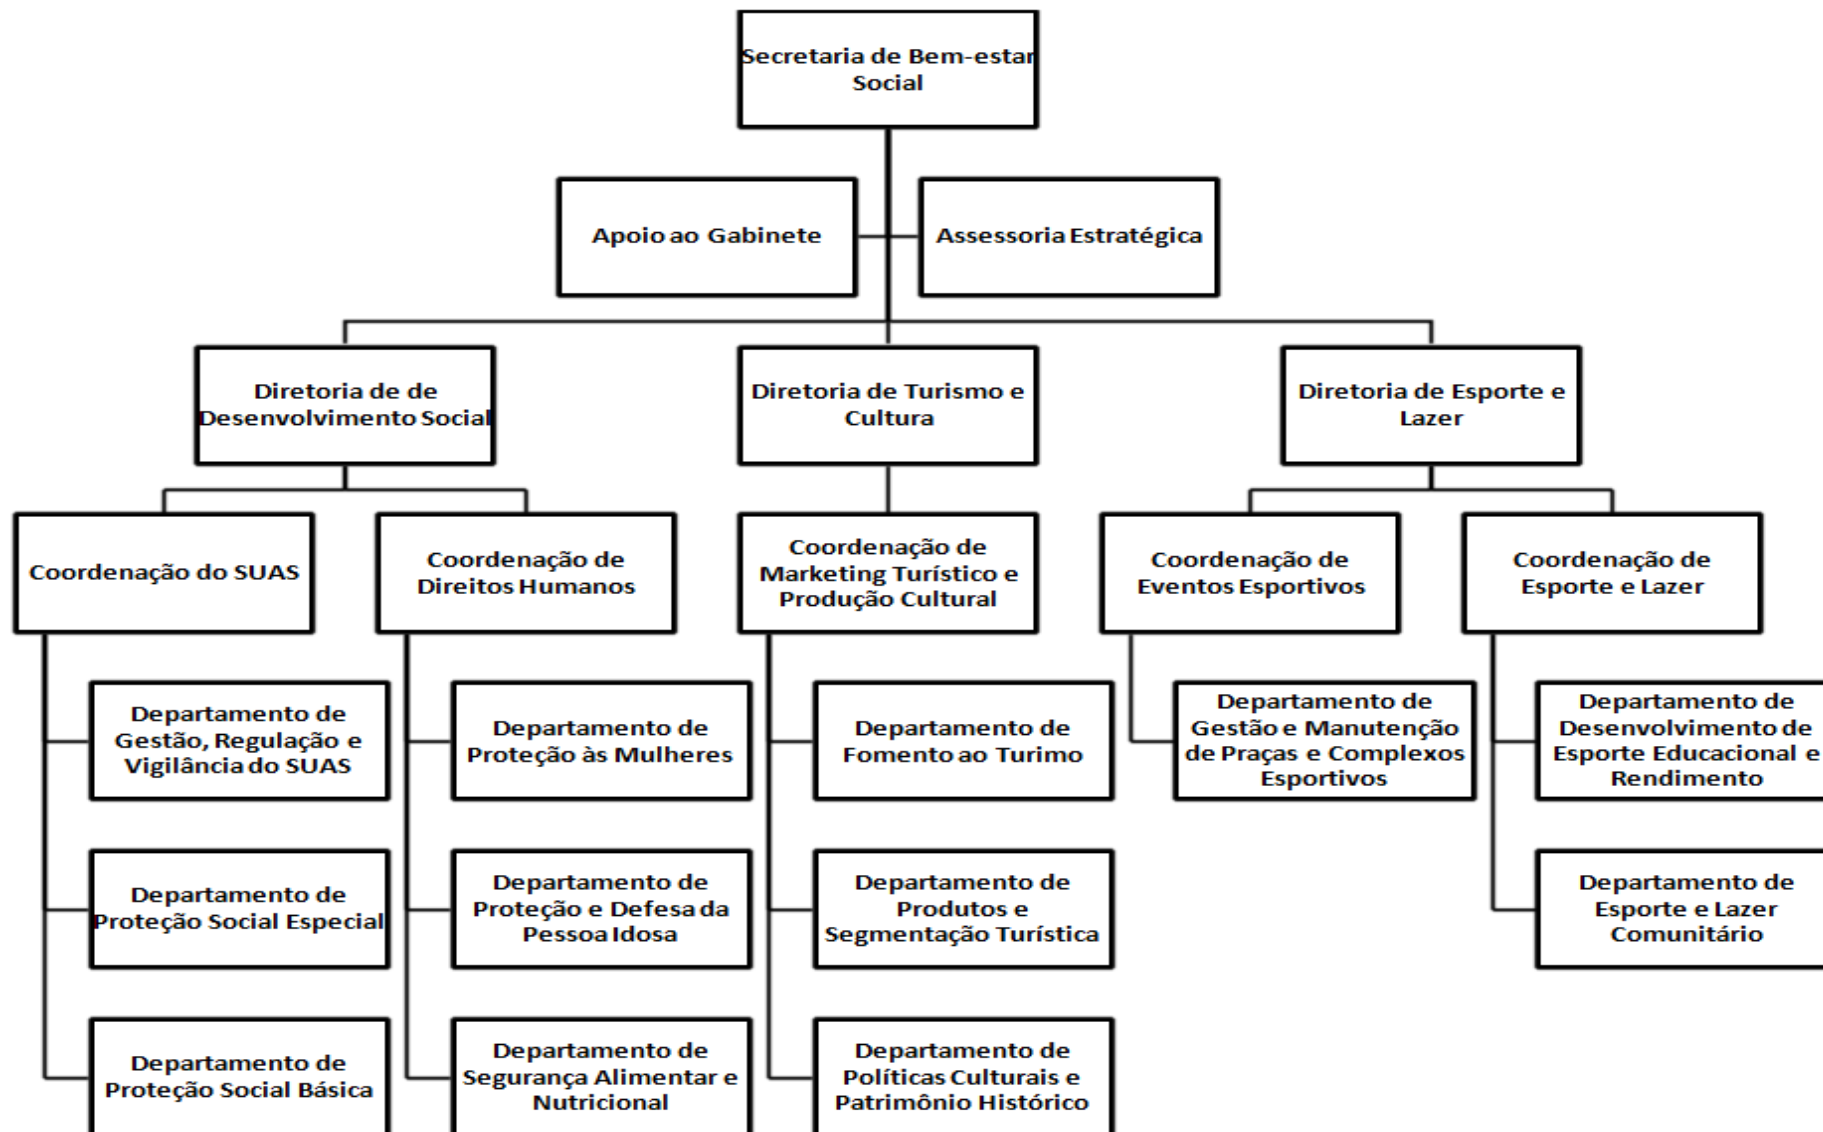 Secretaria de Bem-estar
Social
Apoio ao Gabinete
Assessoria Estratégica
Diretoria de de
Desenvolvimento Social
Diretoria de Turismo e
Cultura
Diretoria de Esporte e
Lazer
Coordenação do SUAS
Coordenação de
Direitos Humanos
Coordenação de
Marketing Turístico e
Produção Cultural
Coordenação de
Eventos Esportivos
Coordenação de
Esporte e Lazer
Departamento de
Gestão, Regulação e
Vigilância do SUAS
Departamento de
Proteção às Mulheres
Departamento de
Fomento ao Turimo
Departamento de
Gestão e Manutenção
de Praças e Complexos
Esportivos
Departamento de
Desenvolvimento de
Esporte Educacional e
Rendimento
Departamento de
Proteção Social Especial
Departamento de
Proteção e Defesa da
Pessoa Idosa
Departamento de
Produtos e
Segmentação Turística
Departamento de
Esporte e Lazer
Comunitário
Departamento de
Proteção Social Básica
Departamento de
Segurança Alimentar e
Nutricional
Departamento de
Políticas Culturais e
Patrimônio Histórico